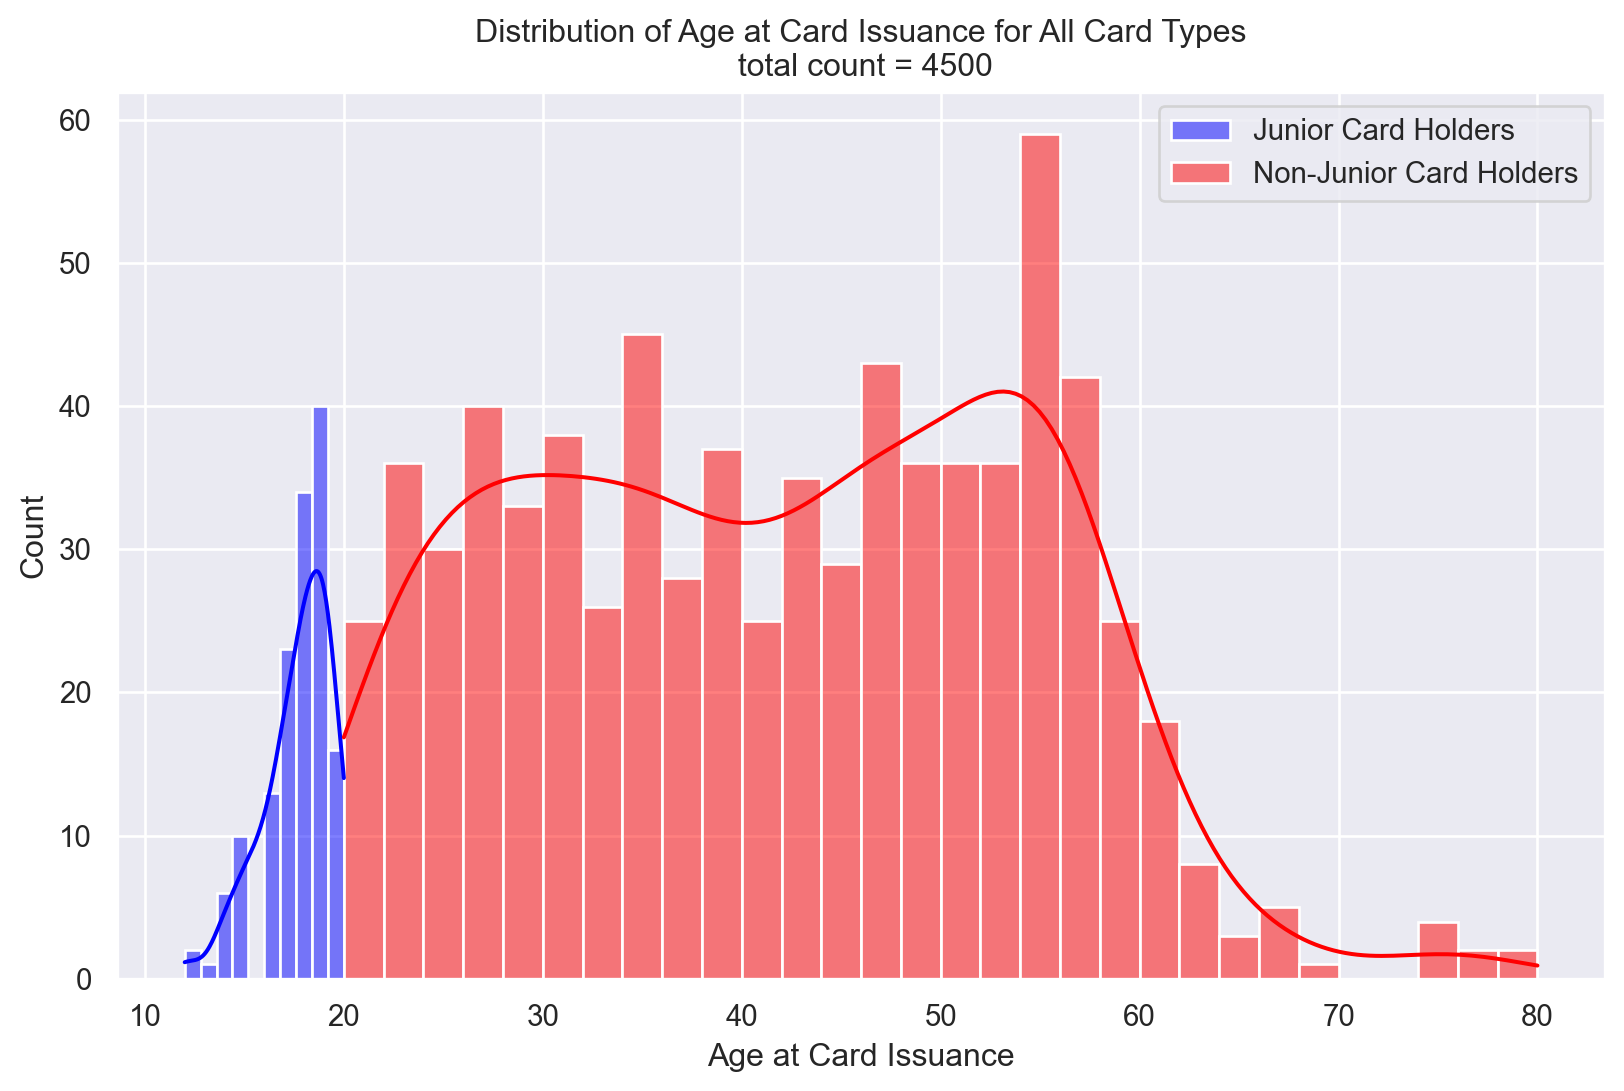 Distribution of Age at Card Issuance for All Card Types
total count = 4500
Junior Card Holders
Non-Junior Card Holders
Count
60
50
40
30
20
10
0
10 20 30 40 50 60 70 80
Age at Card Issuance